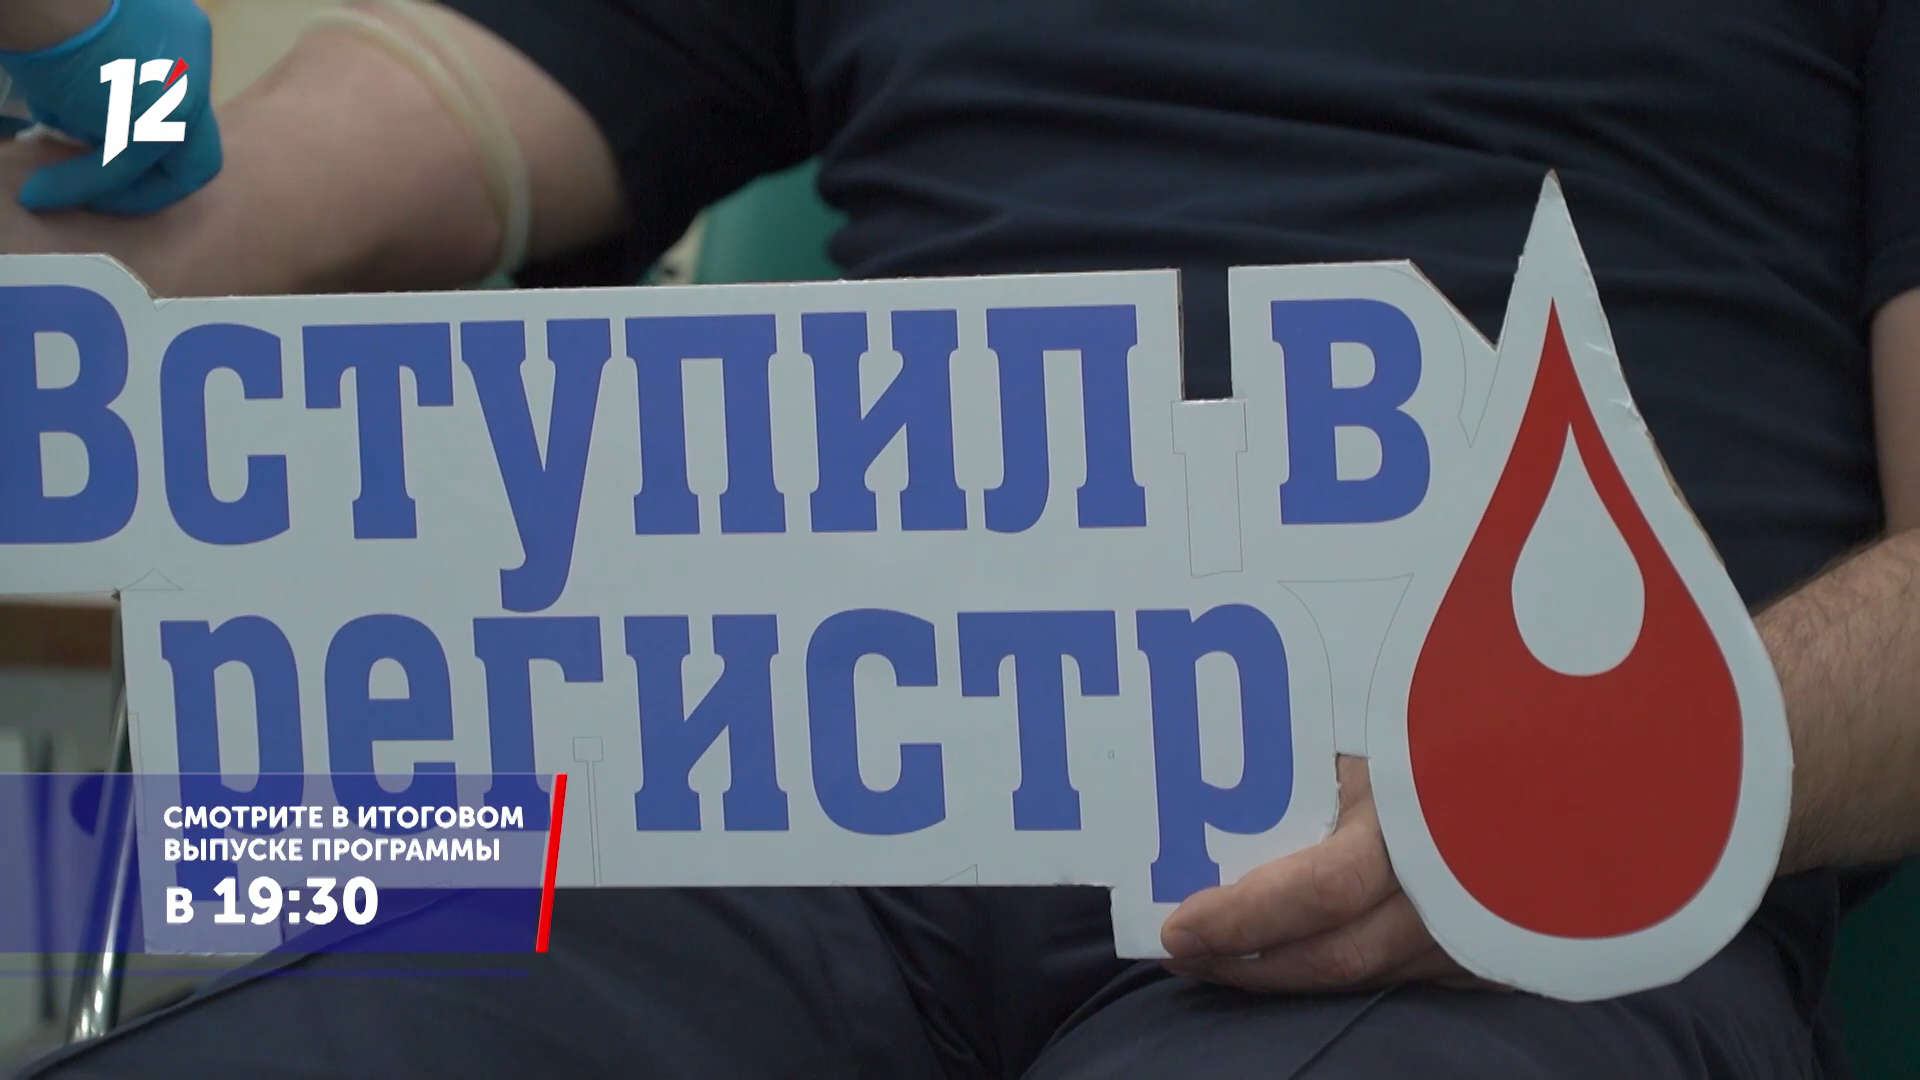 12
Вступил в
регистр
СМОТРИТЕ В ИТОГОВОМ
ВЫПУСКЕ ПРОГРАММЫ
В 19:30